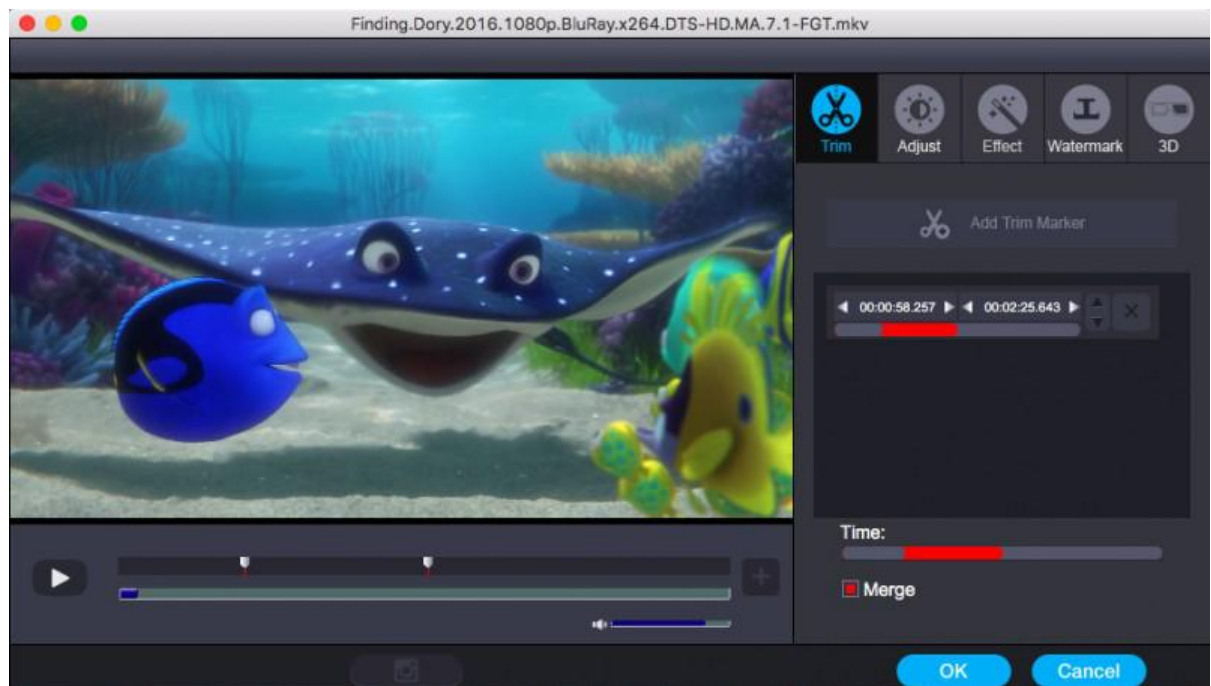 Finding.Dory.2016.1080p.BluRay.x264.DTS-HD.MA.7.1-FGT.mkv
Trim Adjust Effect Watermark 3D
Add Trim Marker
00:00:58.257 00:02:25.643
Time:
Merge
OK Cancel